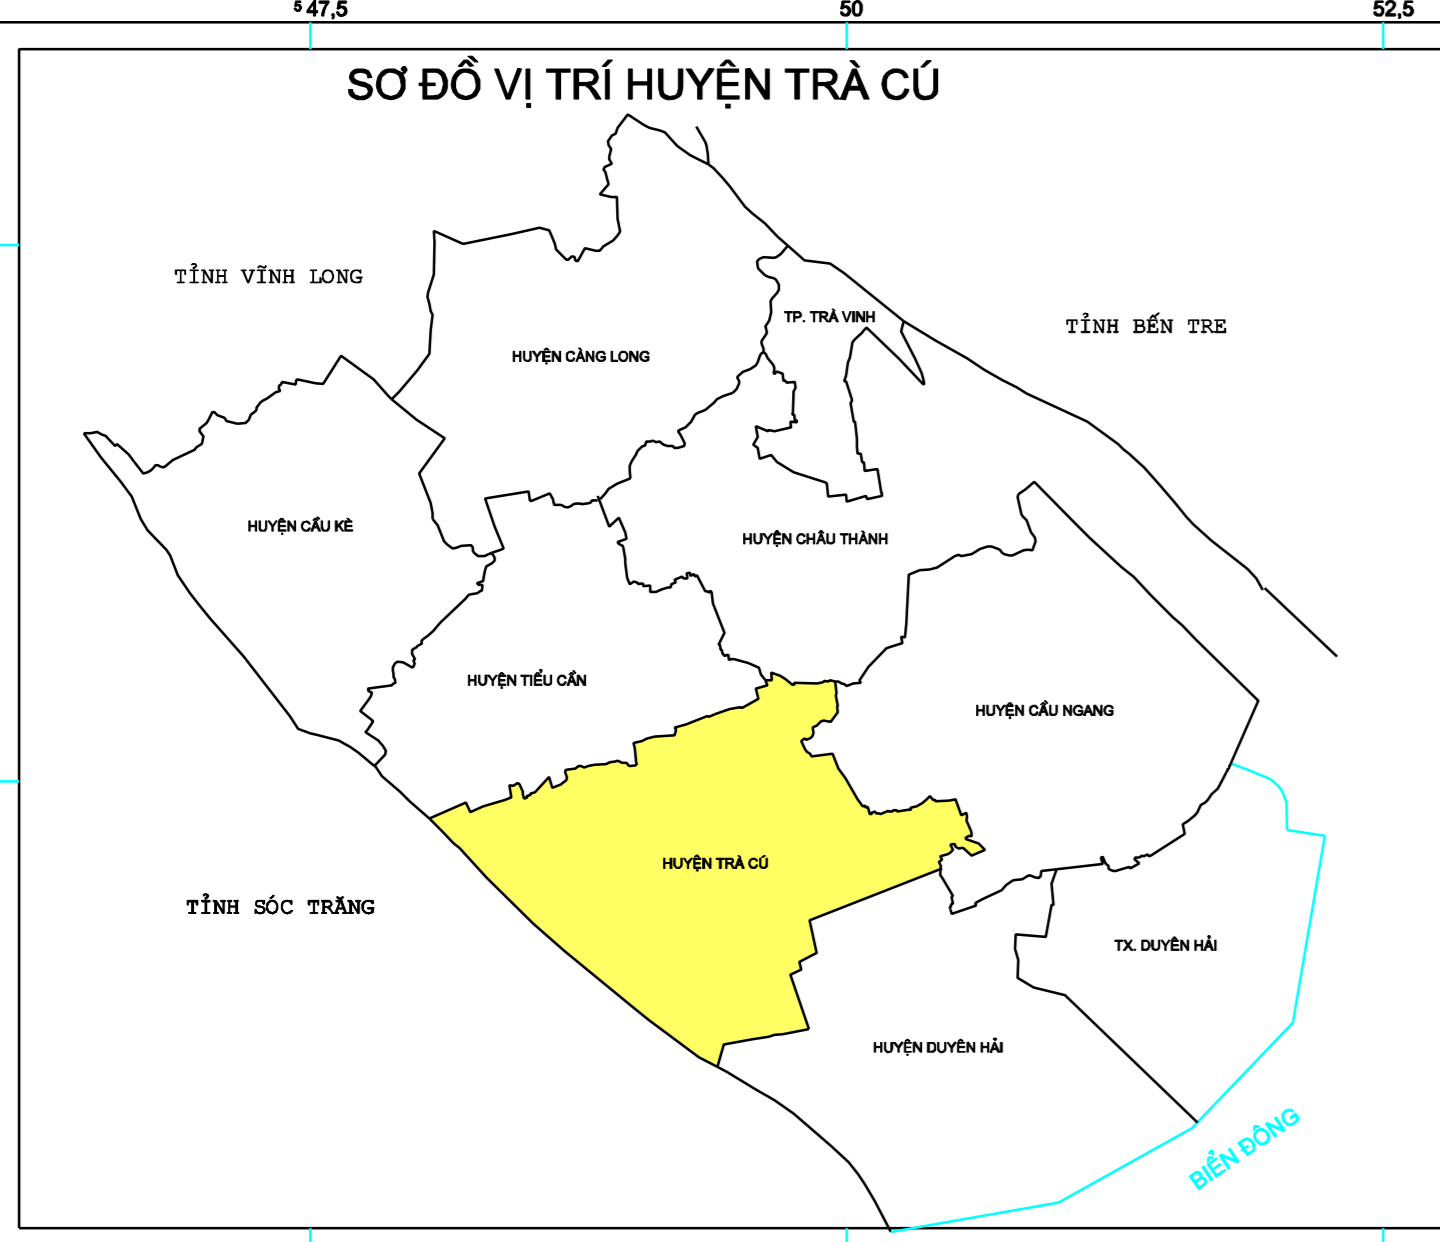 ⁵ 47,5 50 52,5
SƠ ĐỒ VỊ TRÍ HUYỆN TRÀ CÚ
TỈNH VĨNH LONG
TP. TRÀ VINH
TỈNH BẾN TRE
HUYỆN CÀNG LONG
HUYỆN CẦU KÈ
HUYỆN CHÂU THÀNH
HUYỆN TIỂU CẦN
HUYỆN CẦU NGANG
HUYỆN TRÀ CÚ
TỈNH SÓC TRĂNG
TX. DUYÊN HẢI
HUYỆN DUYÊN HẢI
BIỂN ĐÔNG